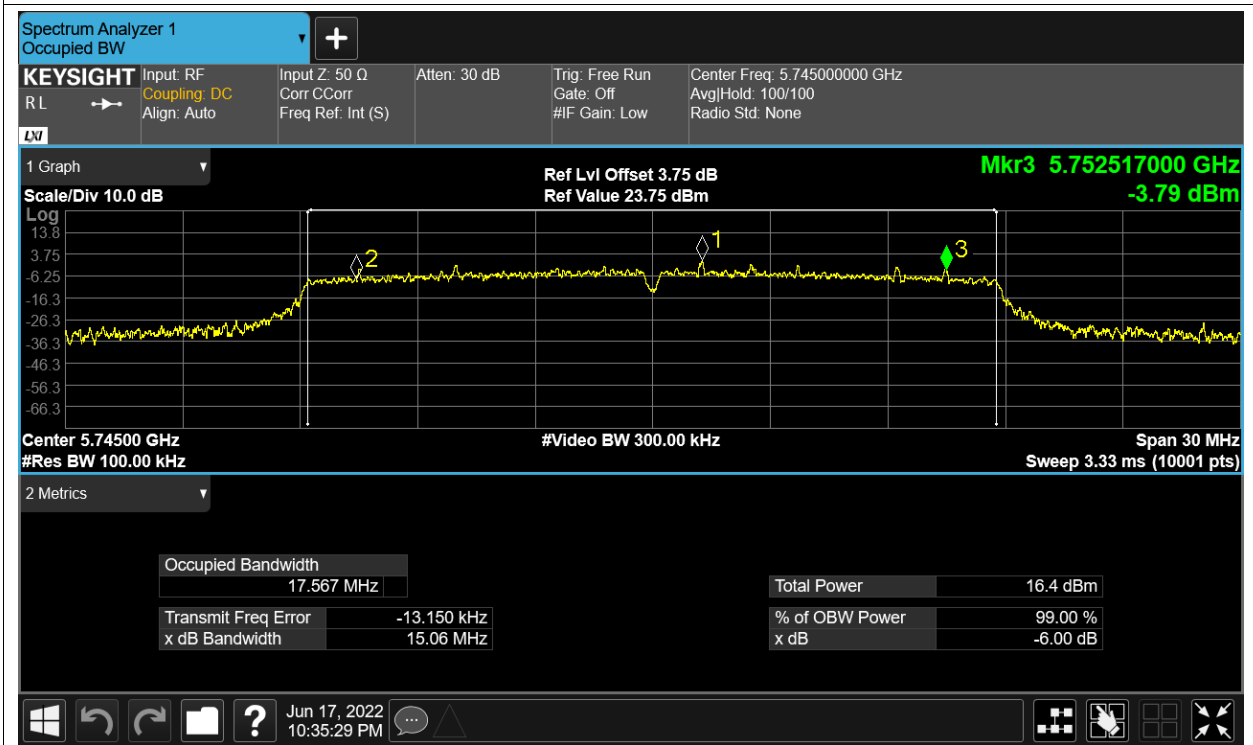 Spectrum Analyzer 1
Occupied BW
KEYSIGHT
R L
LXI
Input: RF
Coupling: DC
Align: Auto
Input Z: 50 Ω
Corr CCorr
Freq Ref: Int (S)
Atten: 30 dB
Trig: Free Run
Gate: Off
#IF Gain: Low
Center Freq: 5.745000000 GHz
Avg|Hold: 100/100
Radio Std: None
1 Graph
Scale/Div 10.0 dB
Ref Lvl Offset 3.75 dB
Ref Value 23.75 dBm
Mkr3 5.752517000 GHz
-3.79 dBm
Log
13.8
3.75
-6.25
-16.3
-26.3
-36.3
-46.3
-56.3
-66.3
2
1
3
Center 5.74500 GHz
#Video BW 300.00 kHz
Span 30 MHz
#Res BW 100.00 kHz
Sweep 3.33 ms (10001 pts)
2 Metrics
Occupied Bandwidth
17.567 MHz
Transmit Freq Error -13.150 kHz
x dB Bandwidth 15.06 MHz
Total Power 16.4 dBm
% of OBW Power 99.00 %
x dB -6.00 dB
?
Jun 17, 2022
10:35:29 PM